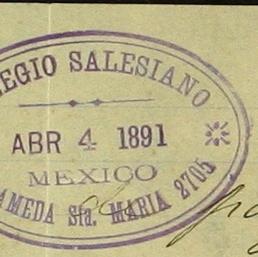 EGIO SALESIANO
ABR 4 1891
MEXICO
AMEDA Sta. MARIA 2705